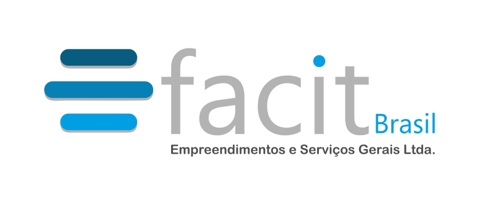 facit
Brasil
Empreendimentos e Serviços Gerais Ltda.